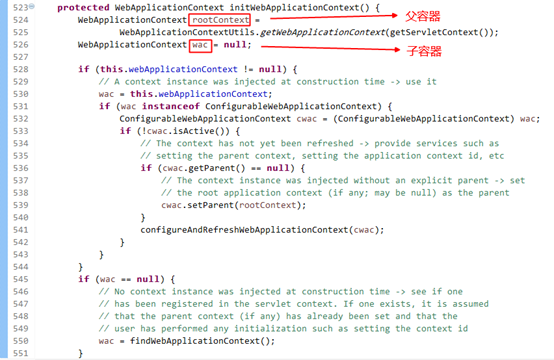 523 protected WebApplicationContext initWebApplicationContext() {
524 WebApplicationContext rootContext = 父容器
525 WebApplicationContextUtils.getWebApplicationContext(getServletContext());
526 WebApplicationContext wac = null; 子容器
527
528 if (this.webApplicationContext != null) {
529 // A context instance was injected at construction time -> use it
530 wac = this.webApplicationContext;
531 if (wac instanceof ConfigurableWebApplicationContext) {
532 ConfigurableWebApplicationContext cwac = (ConfigurableWebApplicationContext) wac;
533 if (!cwac.isActive()) {
534 // The context has not yet been refreshed -> provide services such as
535 // setting the parent context, setting the application context id, etc
536 if (cwac.getParent() == null) {
537 // The context instance was injected without an explicit parent -> set
538 // the root application context (if any; may be null) as the parent
539 cwac.setParent(rootContext);
540 }
541 configureAndRefreshWebApplicationContext(cwac);
542 }
543 }
544 }
545 if (wac == null) {
546 // No context instance was injected at construction time -> see if one
547 // has been registered in the servlet context. If one exists, it is assumed
548 // that the parent context (if any) has already been set and that the
549 // user has performed any initialization such as setting the context id
550 wac = findWebApplicationContext();
551 }